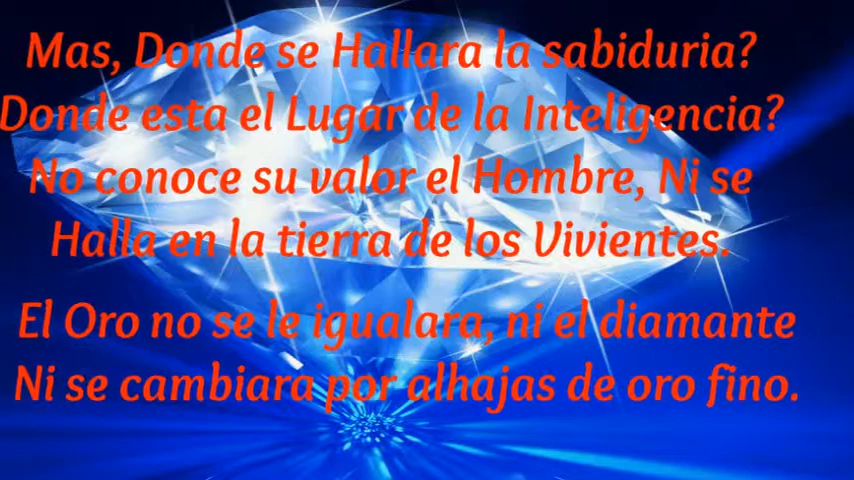 Mas, Donde se Hallara la sabiduria?
Donde esta el Lugar de la Inteligencia?
No conoce su valor el Hombre, Ni se
Halla en la tierra de los Vivientes.
El Oro no se le igualara, ni el diamante
Ni se cambiara por alhajas de oro fino.